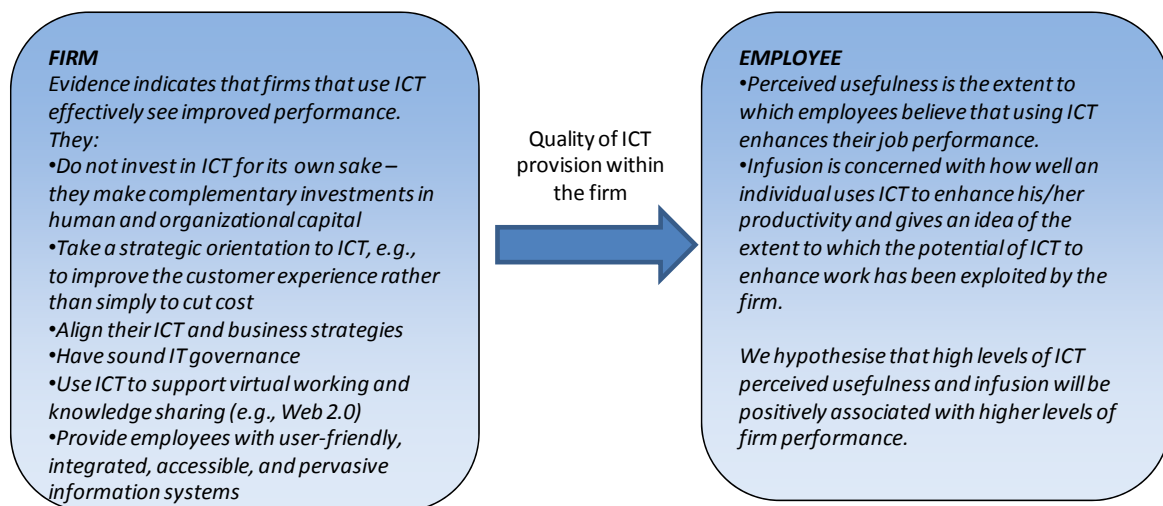 FIRM
Evidence indicates that firms that use ICT
effectively see improved performance.
They:
•Do not invest in ICT for its own sake –
they make complementary investments in
human and organizational capital
•Take a strategic orientation to ICT, e.g.,
to improve the customer experience rather
than simply to cut cost
•Align their ICT and business strategies
•Have sound IT governance
•Use ICT to support virtual working and
knowledge sharing (e.g., Web 2.0)
•Provide employees with user-friendly,
integrated, accessible, and pervasive
information systems
Quality of ICT
provision within
the firm
EMPLOYEE
•Perceived usefulness is the extent to
which employees believe that using ICT
enhances their job performance.
•Infusion is concerned with how well an
individual uses ICT to enhance his/her
productivity and gives an idea of the
extent to which the potential of ICT to
enhance work has been exploited by the
firm.
We hypothesise that high levels of ICT
perceived usefulness and infusion will be
positively associated with higher levels of
firm performance.